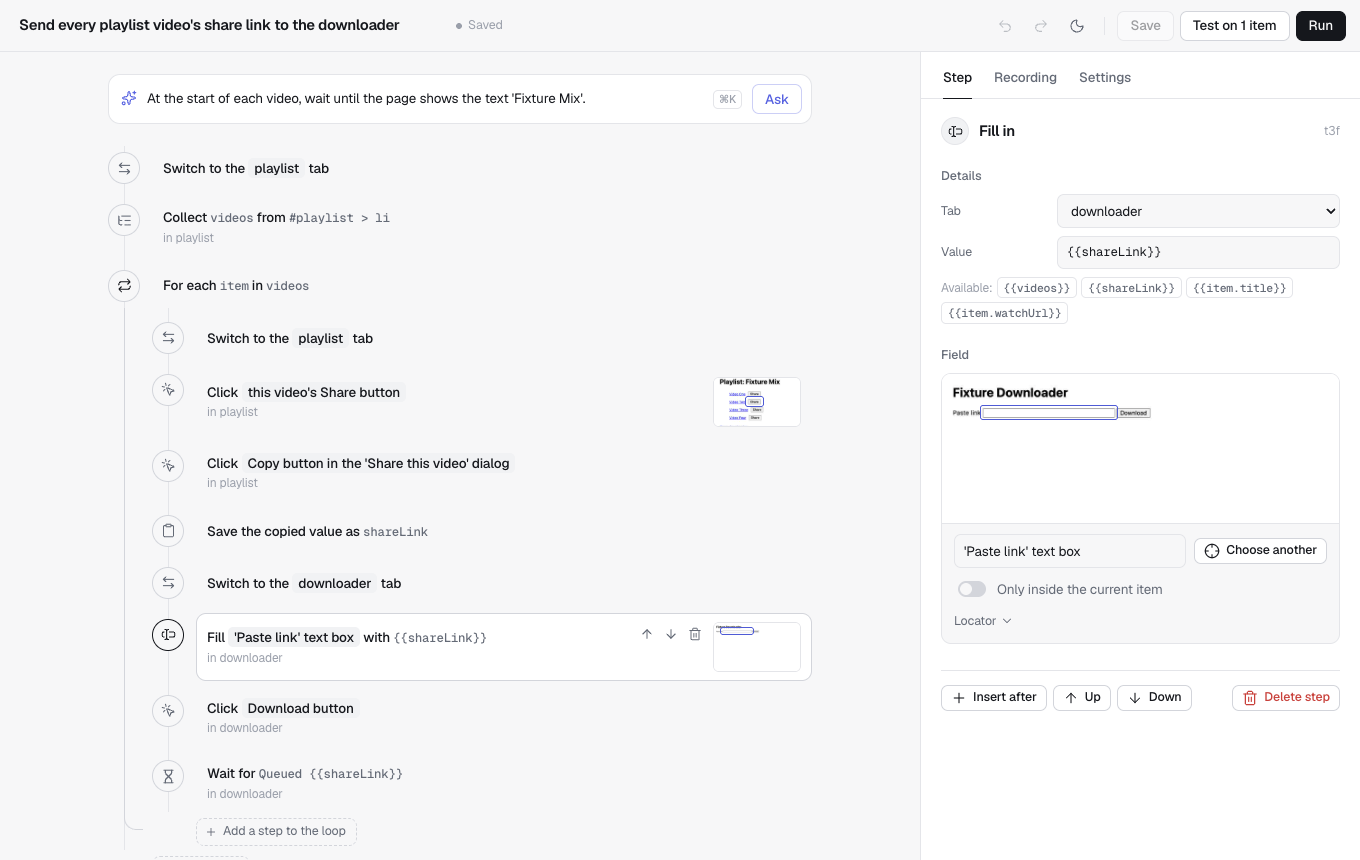 Send every playlist video's share link to the downloader
Saved
Save
Test on 1 item
Run
At the start of each video, wait until the page shows the text 'Fixture Mix'.
⌘K
Ask
Switch to the playlist tab
Collect videos from #playlist > li
in playlist
For each item in videos
Switch to the playlist tab
Click this video's Share button
in playlist
Playlist: Fixture Mix
Share
Share
Share
Share
Click Copy button in the 'Share this video' dialog
in playlist
Save the copied value as shareLink
Switch to the downloader tab
Fill 'Paste link' text box with {{shareLink}}
in downloader
Click Download button
in downloader
Wait for Queued {{shareLink}}
in downloader
+ Add a step to the loop
Step
Recording
Settings
Fill in
t3f
Details
Tab
downloader
Value
{{shareLink}}
Available: {{videos}} {{shareLink}} {{item.title}}
{{item.watchUrl}}
Field
Fixture Downloader
Paste link
Download
'Paste link' text box
Choose another
Only inside the current item
Locator
+ Insert after
Up
Down
Delete step